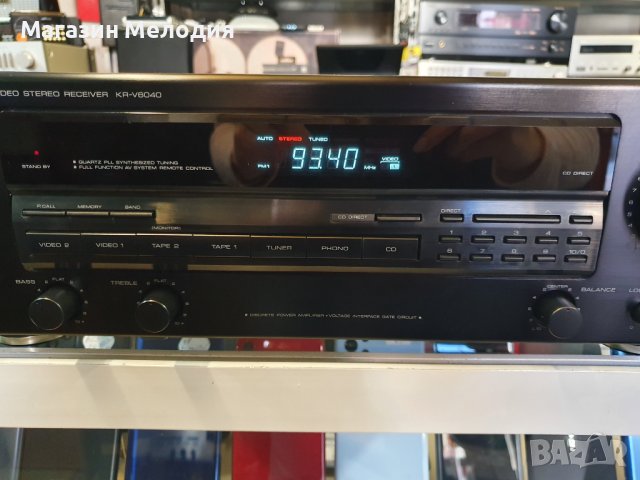 Магазин Мелодия
DEO STEREO RECEIVER KR-V6040
AUTO STEREO TUNED
FM1 93.40 MHz VIDEO
STAND BY
QUARTZ PLL SYNTHESIZED TUNING
FULL FUNCTION AV SYSTEM REMOTE CONTROL
CD DIRECT
P.CALL MEMORY BAND
CD DIRECT
DIRECT
[MONITOR]
1 2 3 4 5
VIDEO 2 VIDEO 1 TAPE 2 TAPE 1 TUNER PHONO CD
6 7 8 9 10/0
BASS FLAT TREBLE FLAT
CENTER BALANCE
DISCRETE POWER AMPLIFIER • VOLTAGE INTERFACE GATE CIRCUIT
BAZAR